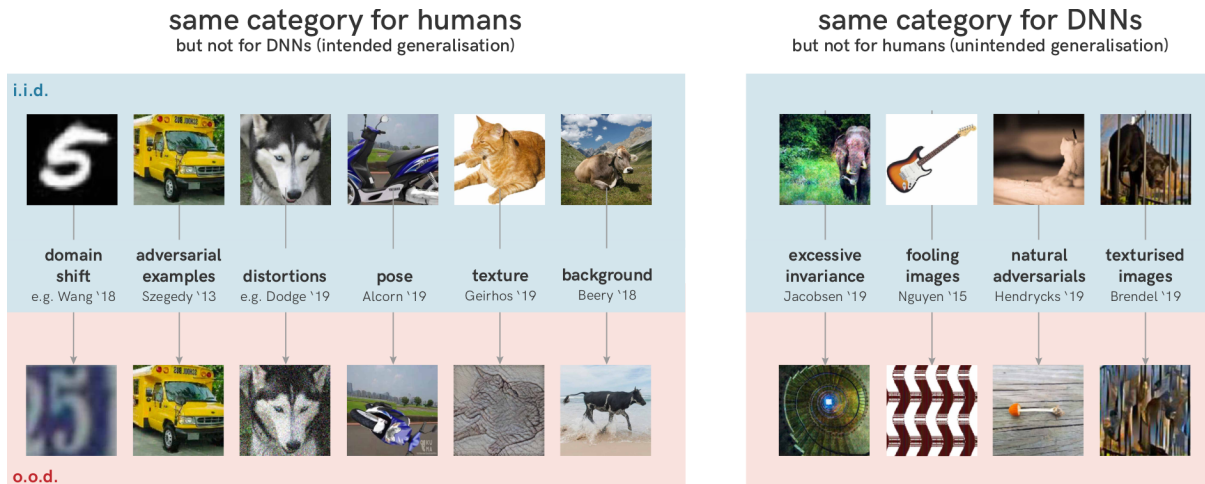 same category for humans
but not for DNNs (intended generalisation)
same category for DNNs
but not for humans (unintended generalisation)
i.i.d.
domain shift
e.g. Wang ‘18
adversarial examples
Szegedy ‘13
distortions
e.g. Dodge ‘19
pose
Alcorn ‘19
texture
Geirhos ‘19
background
Beery ‘18
excessive invariance
Jacobsen ‘19
fooling images
Nguyen ‘15
natural adversarials
Hendrycks ‘19
texturised images
Brendel ‘19
5
25
o.o.d.